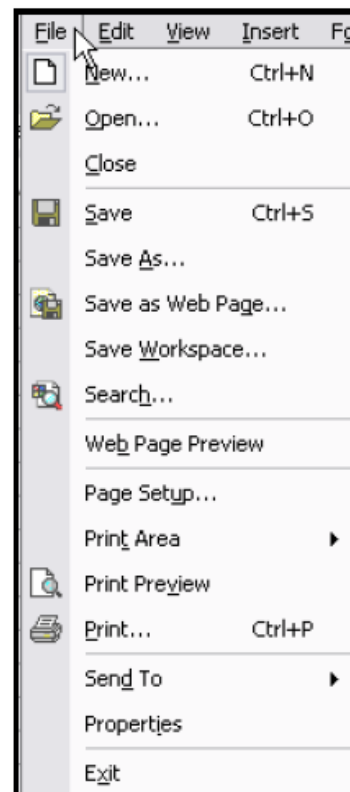 File Edit View Insert
New... Ctrl+N
Open... Ctrl+O
Close
Save Ctrl+S
Save As...
Save as Web Page...
Save Workspace...
Search...
Web Page Preview
Page Setup...
Print Area
Print Preview
Print... Ctrl+P
Send To
Properties
Exit